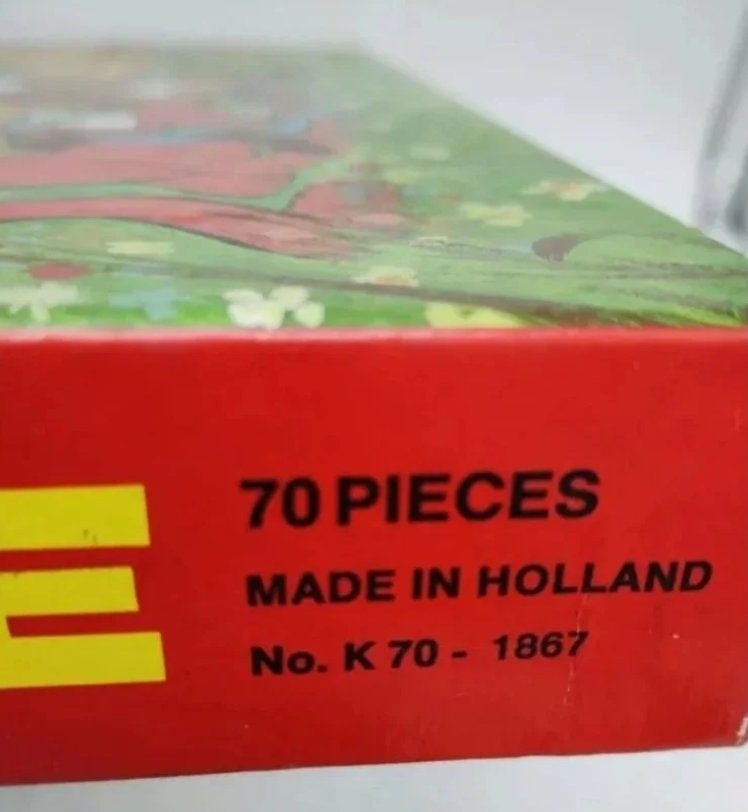 E
70 PIECES
MADE IN HOLLAND
No. K 70 - 1867